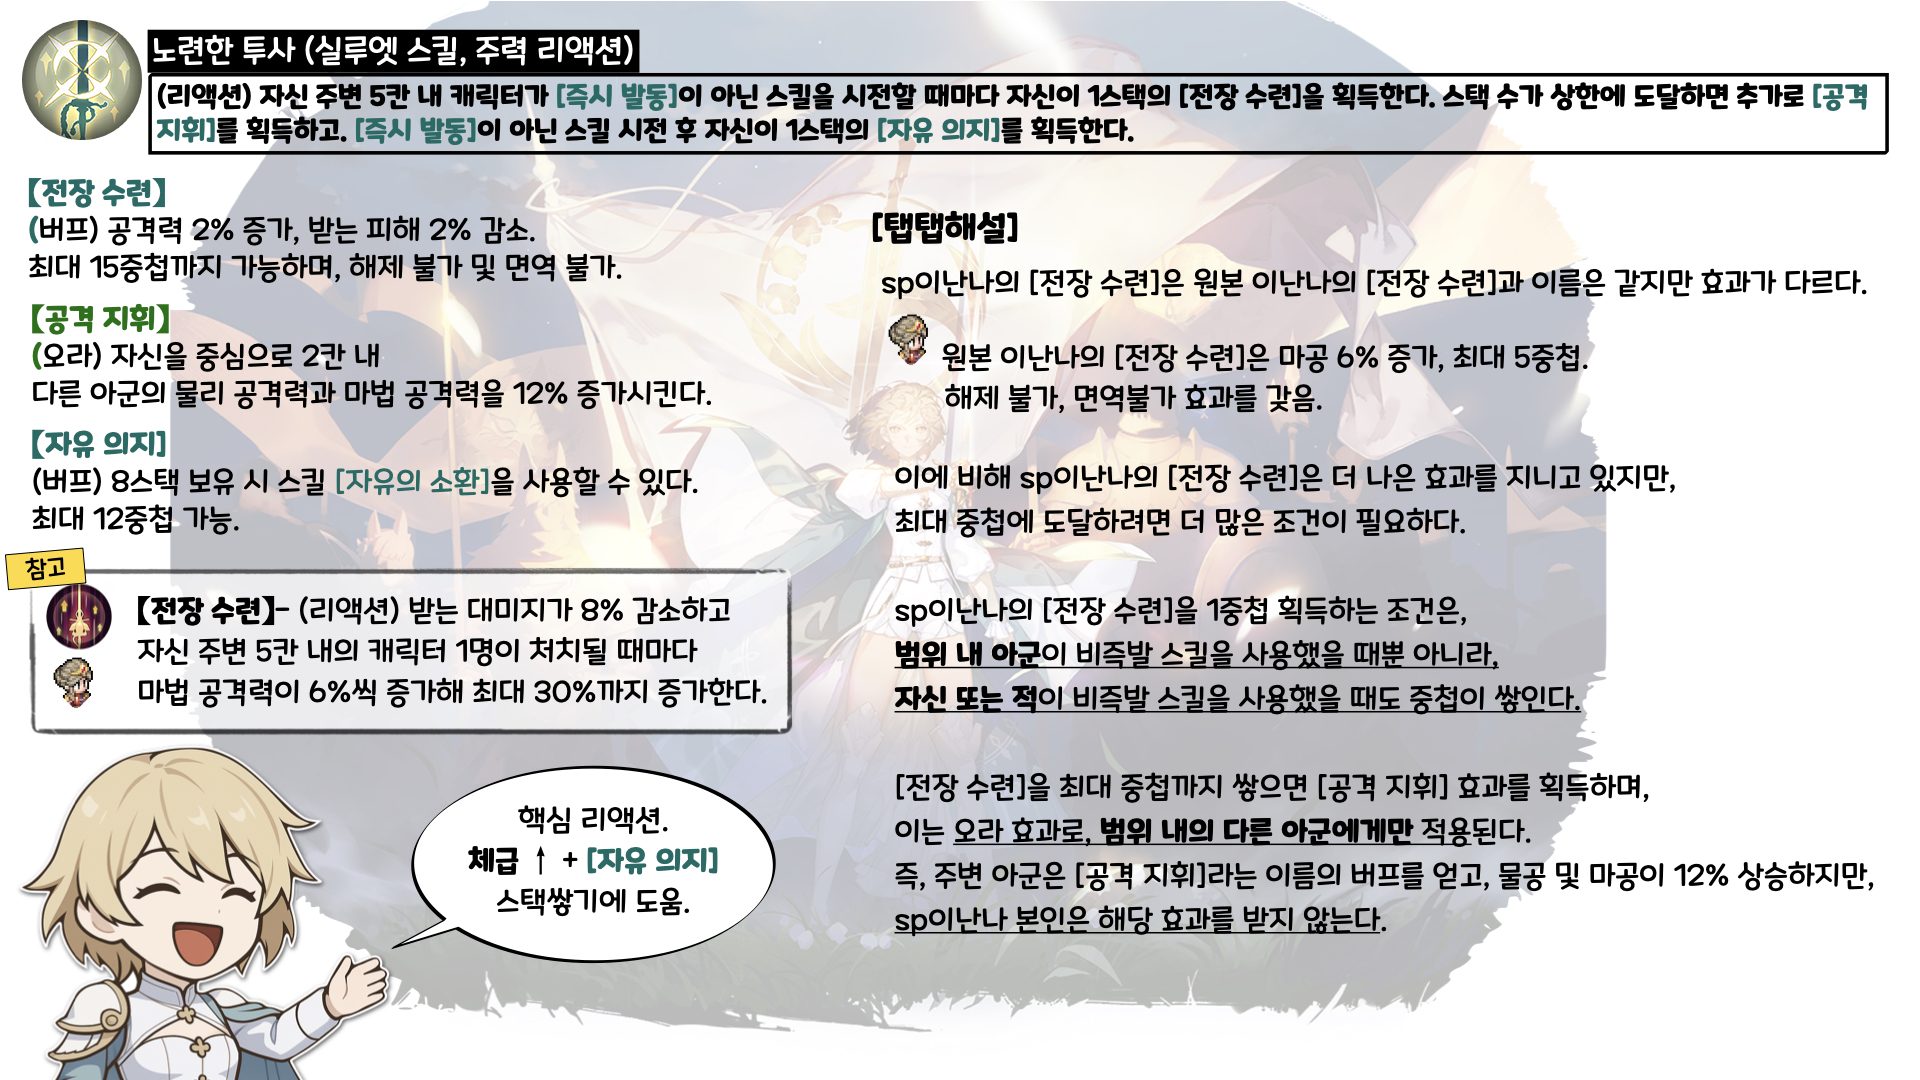 노련한 투사 (실루엣 스킬, 주력 리액션)
(리액션) 자신 주변 5칸 내 캐릭터가 [즉시 발동]이 아닌 스킬을 시전할 때마다 자신이 1스택의 [전장 수련]을 획득한다. 스택 수가 상한에 도달하면 추가로 [공격
지휘]를 획득하고. [즉시 발동]이 아닌 스킬 시전 후 자신이 1스택의 [자유 의지]를 획득한다.
【전장 수련】
(버프) 공격력 2% 증가, 받는 피해 2% 감소.
최대 15중첩까지 가능하며, 해제 불가 및 면역 불가.
【공격 지휘】
(오라) 자신을 중심으로 2칸 내
다른 아군의 물리 공격력과 마법 공격력을 12% 증가시킨다.
【자유 의지】
(버프) 8스택 보유 시 스킬 [자유의 소환]을 사용할 수 있다.
최대 12중첩 가능.
참고
【전장 수련】- (리액션) 받는 대미지가 8% 감소하고
자신 주변 5칸 내의 캐릭터 1명이 처치될 때마다
마법 공격력이 6%씩 증가해 최대 30%까지 증가한다.
핵심 리액션.
체급 ↑ + [자유 의지]
스택쌓기에 도움.
[탭탭해설]
sp이난나의 [전장 수련]은 원본 이난나의 [전장 수련]과 이름은 같지만 효과가 다르다.
원본 이난나의 [전장 수련]은 마공 6% 증가, 최대 5중첩.
해제 불가, 면역불가 효과를 갖음.
이에 비해 sp이난나의 [전장 수련]은 더 나은 효과를 지니고 있지만,
최대 중첩에 도달하려면 더 많은 조건이 필요하다.
sp이난나의 [전장 수련]을 1중첩 획득하는 조건은,
범위 내 아군이 비즉발 스킬을 사용했을 때뿐 아니라,
자신 또는 적이 비즉발 스킬을 사용했을 때도 중첩이 쌓인다.
[전장 수련]을 최대 중첩까지 쌓으면 [공격 지휘] 효과를 획득하며,
이는 오라 효과로, 범위 내의 다른 아군에게만 적용된다.
즉, 주변 아군은 [공격 지휘]라는 이름의 버프를 얻고, 물공 및 마공이 12% 상승하지만,
sp이난나 본인은 해당 효과를 받지 않는다.